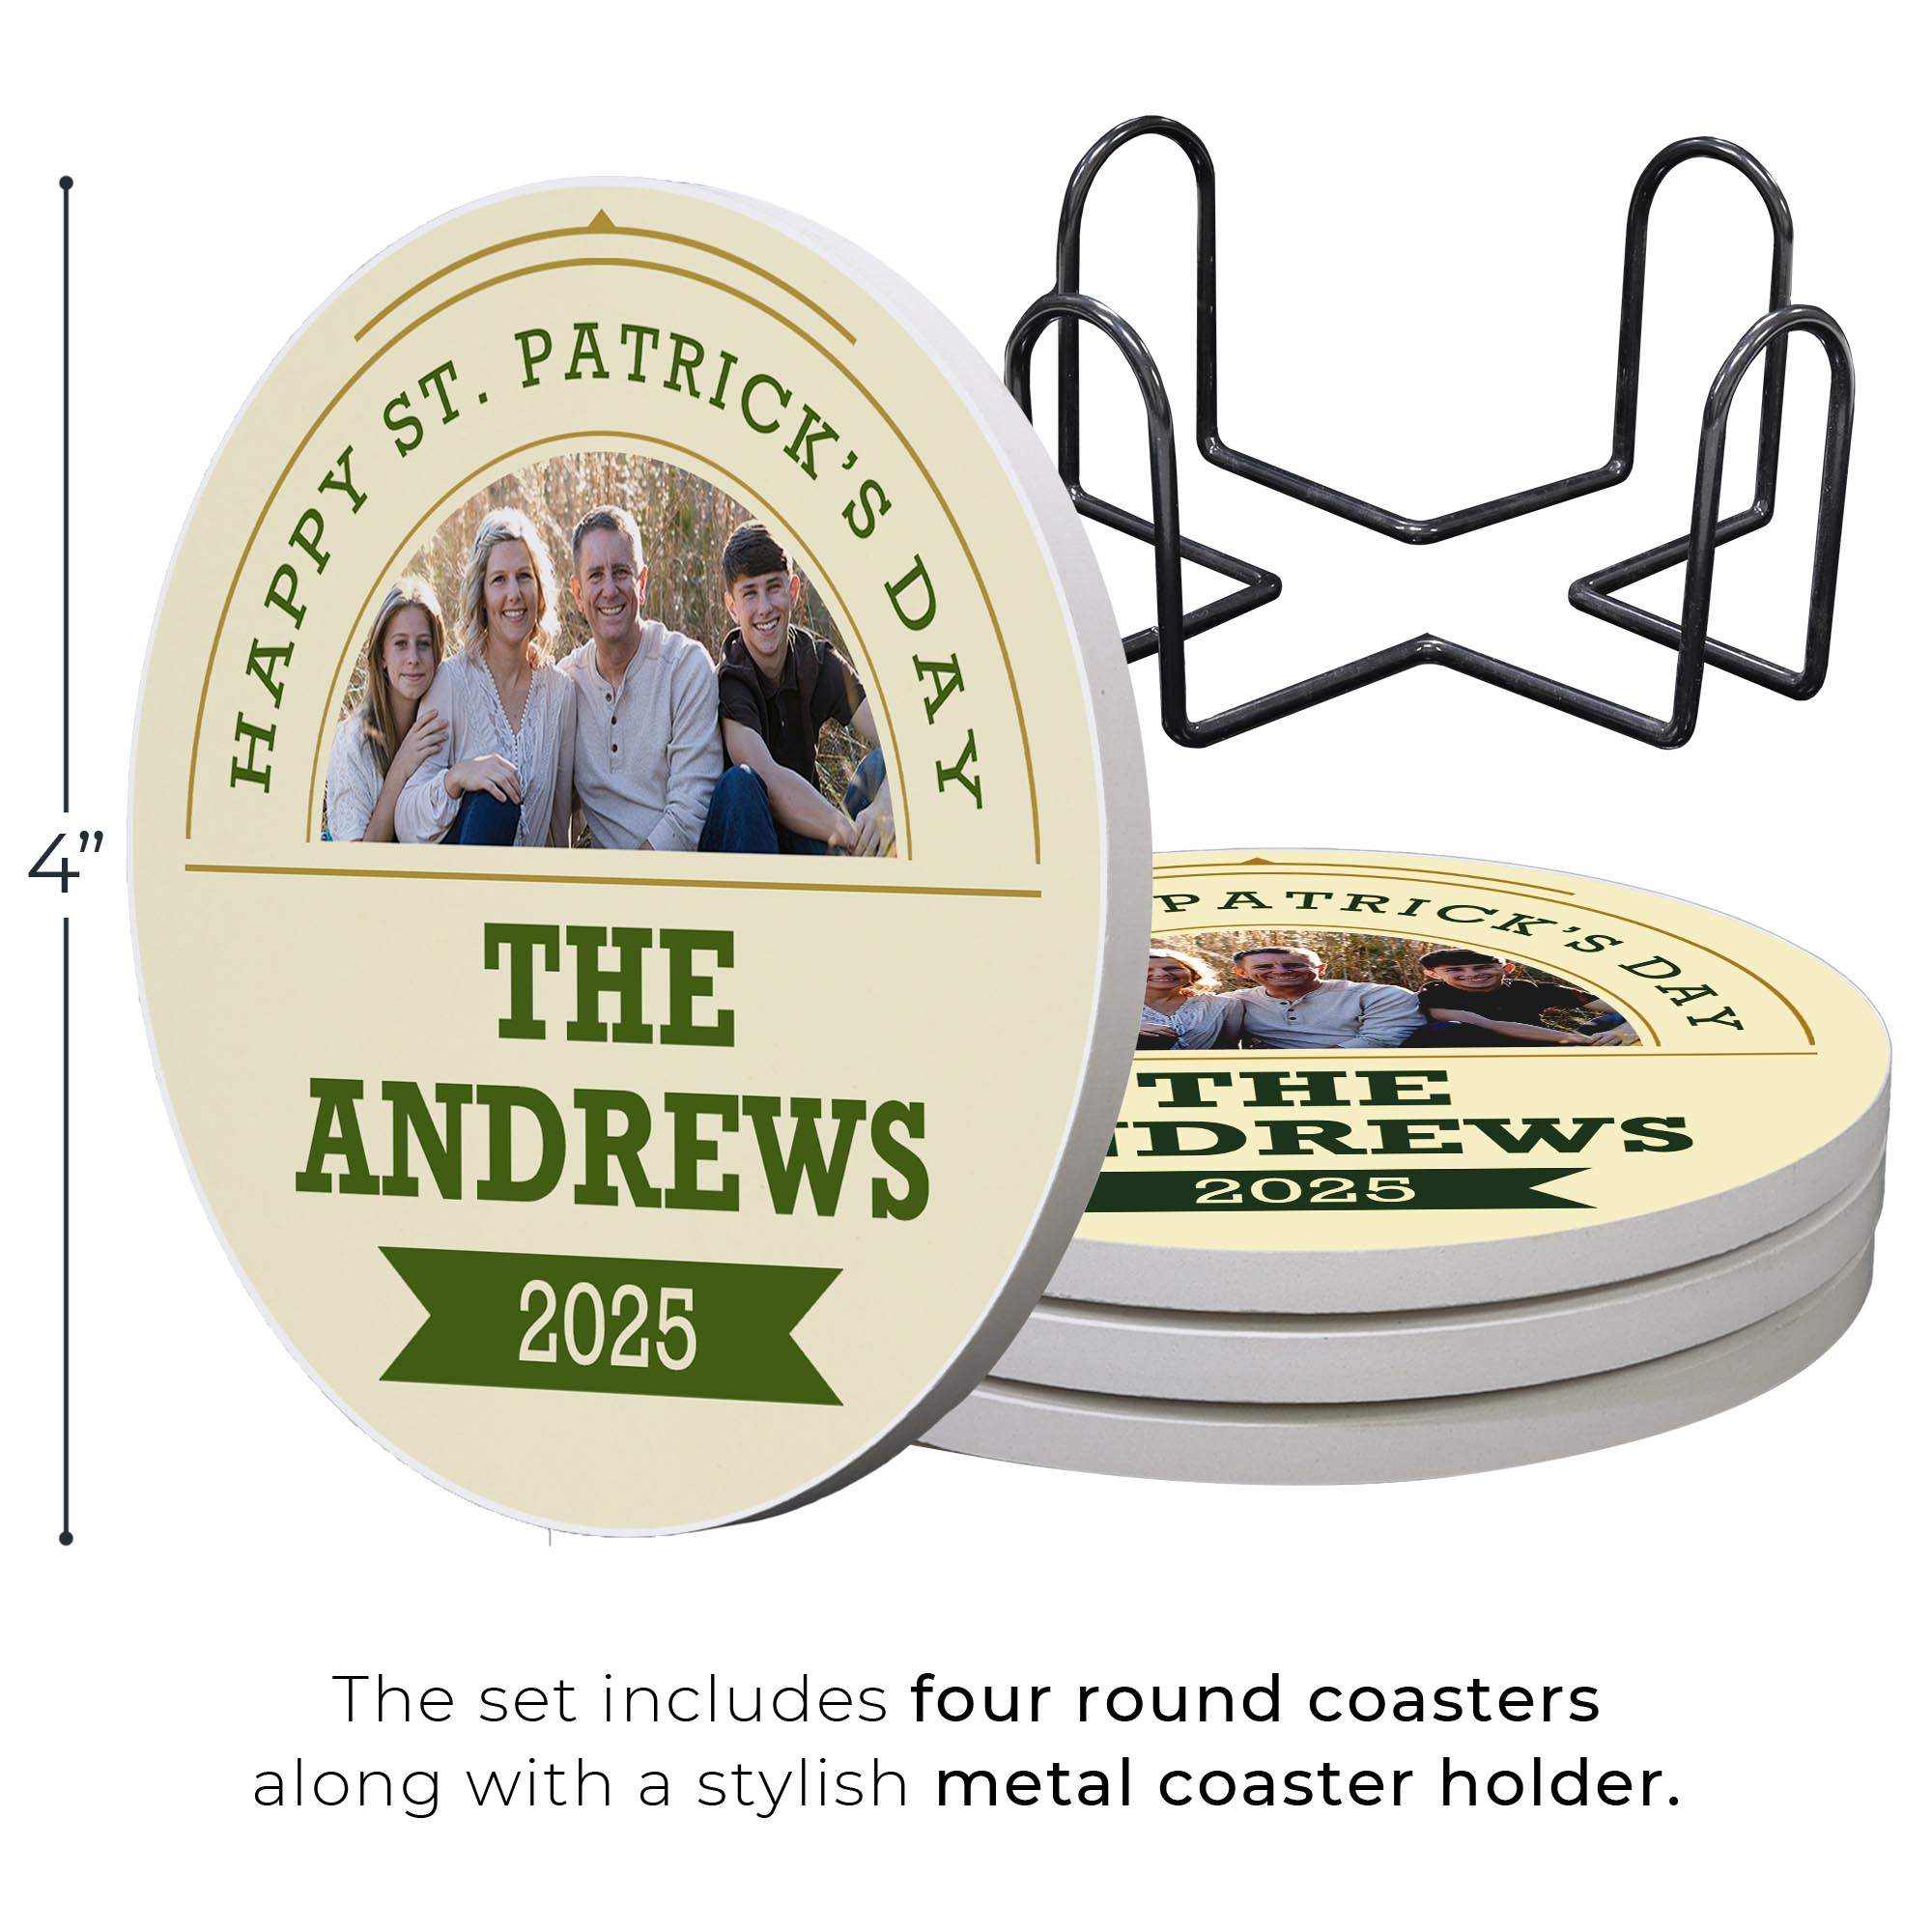 HAPPY ST. PATRICK'S DAY
THE
ANDREWS
2025
4"
PATRICK'S DAY
THE
NDREWS
2025
The set includes four round coasters
along with a stylish metal coaster holder.